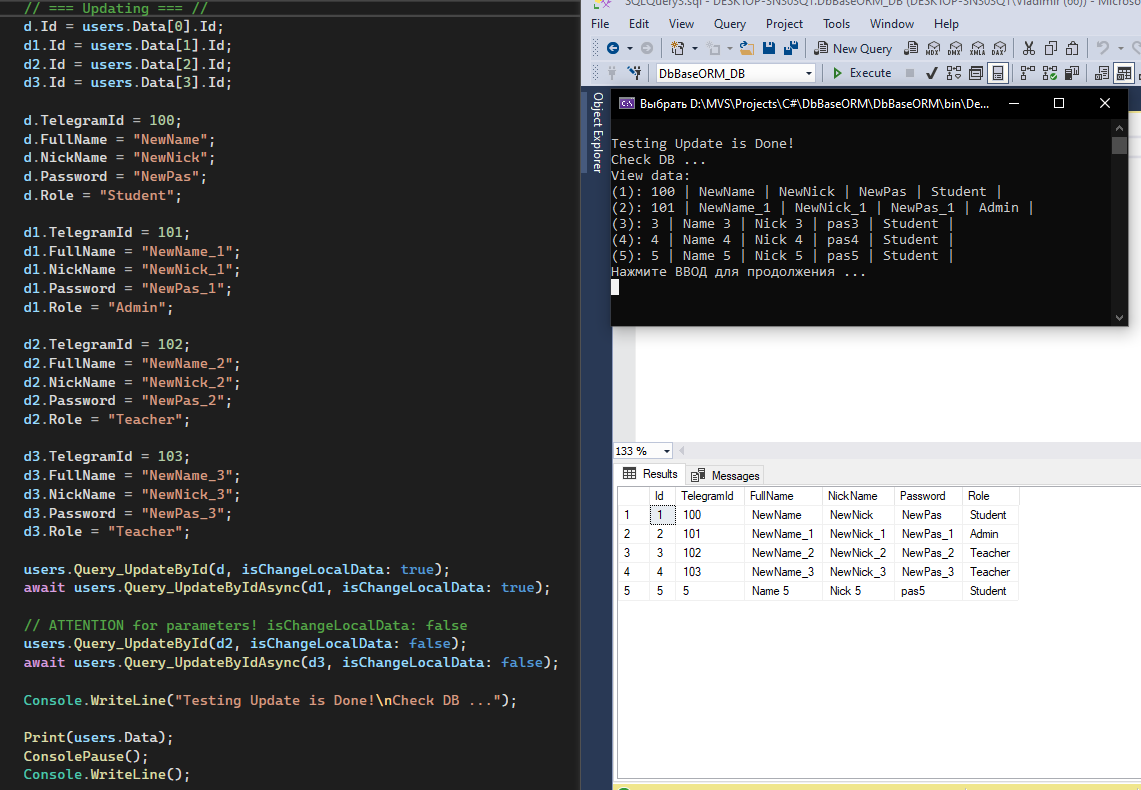 // === Updating === //
d.Id = users.Data[0].Id;
d1.Id = users.Data[1].Id;
d2.Id = users.Data[2].Id;
d3.Id = users.Data[3].Id;
d.TelegramId = 100;
d.FullName = "NewName";
d.NickName = "NewNick";
d.Password = "NewPas";
d.Role = "Student";
d1.TelegramId = 101;
d1.FullName = "NewName_1";
d1.NickName = "NewNick_1";
d1.Password = "NewPas_1";
d1.Role = "Admin";
d2.TelegramId = 102;
d2.FullName = "NewName_2";
d2.NickName = "NewNick_2";
d2.Password = "NewPas_2";
d2.Role = "Teacher";
d3.TelegramId = 103;
d3.FullName = "NewName_3";
d3.NickName = "NewNick_3";
d3.Password = "NewPas_3";
d3.Role = "Teacher";
users.Query_UpdateById(d, isChangeLocalData: true);
await users.Query_UpdateByIdAsync(d1, isChangeLocalData: true);
// ATTENTION for parameters! isChangeLocalData: false
users.Query_UpdateById(d2, isChangeLocalData: false);
await users.Query_UpdateByIdAsync(d3, isChangeLocalData: false);
Console.WriteLine("Testing Update is Done!\nCheck DB ...");
Print(users.Data);
ConsolePause();
Console.WriteLine();
File Edit View Query Project Tools Window Help
New Query MDX DMX XMLA DAX
DbBaseORM_DB Execute
Object Explorer
Выбрать D:\MVS\Projects\C#\DbBaseORM\DbBaseORM\bin\De...
Testing Update is Done!
Check DB ...
View data:
(1): 100 | NewName | NewNick | NewPas | Student |
(2): 101 | NewName_1 | NewNick_1 | NewPas_1 | Admin |
(3): 3 | Name 3 | Nick 3 | pas3 | Student |
(4): 4 | Name 4 | Nick 4 | pas4 | Student |
(5): 5 | Name 5 | Nick 5 | pas5 | Student |
Нажмите ВВОД для продолжения ...
133 %
Results Messages
Id TelegramId FullName NickName Password Role
1 1 100 NewName NewNick NewPas Student
2 2 101 NewName_1 NewNick_1 NewPas_1 Admin
3 3 102 NewName_2 NewNick_2 NewPas_2 Teacher
4 4 103 NewName_3 NewNick_3 NewPas_3 Teacher
5 5 5 Name 5 Nick 5 pas5 Student